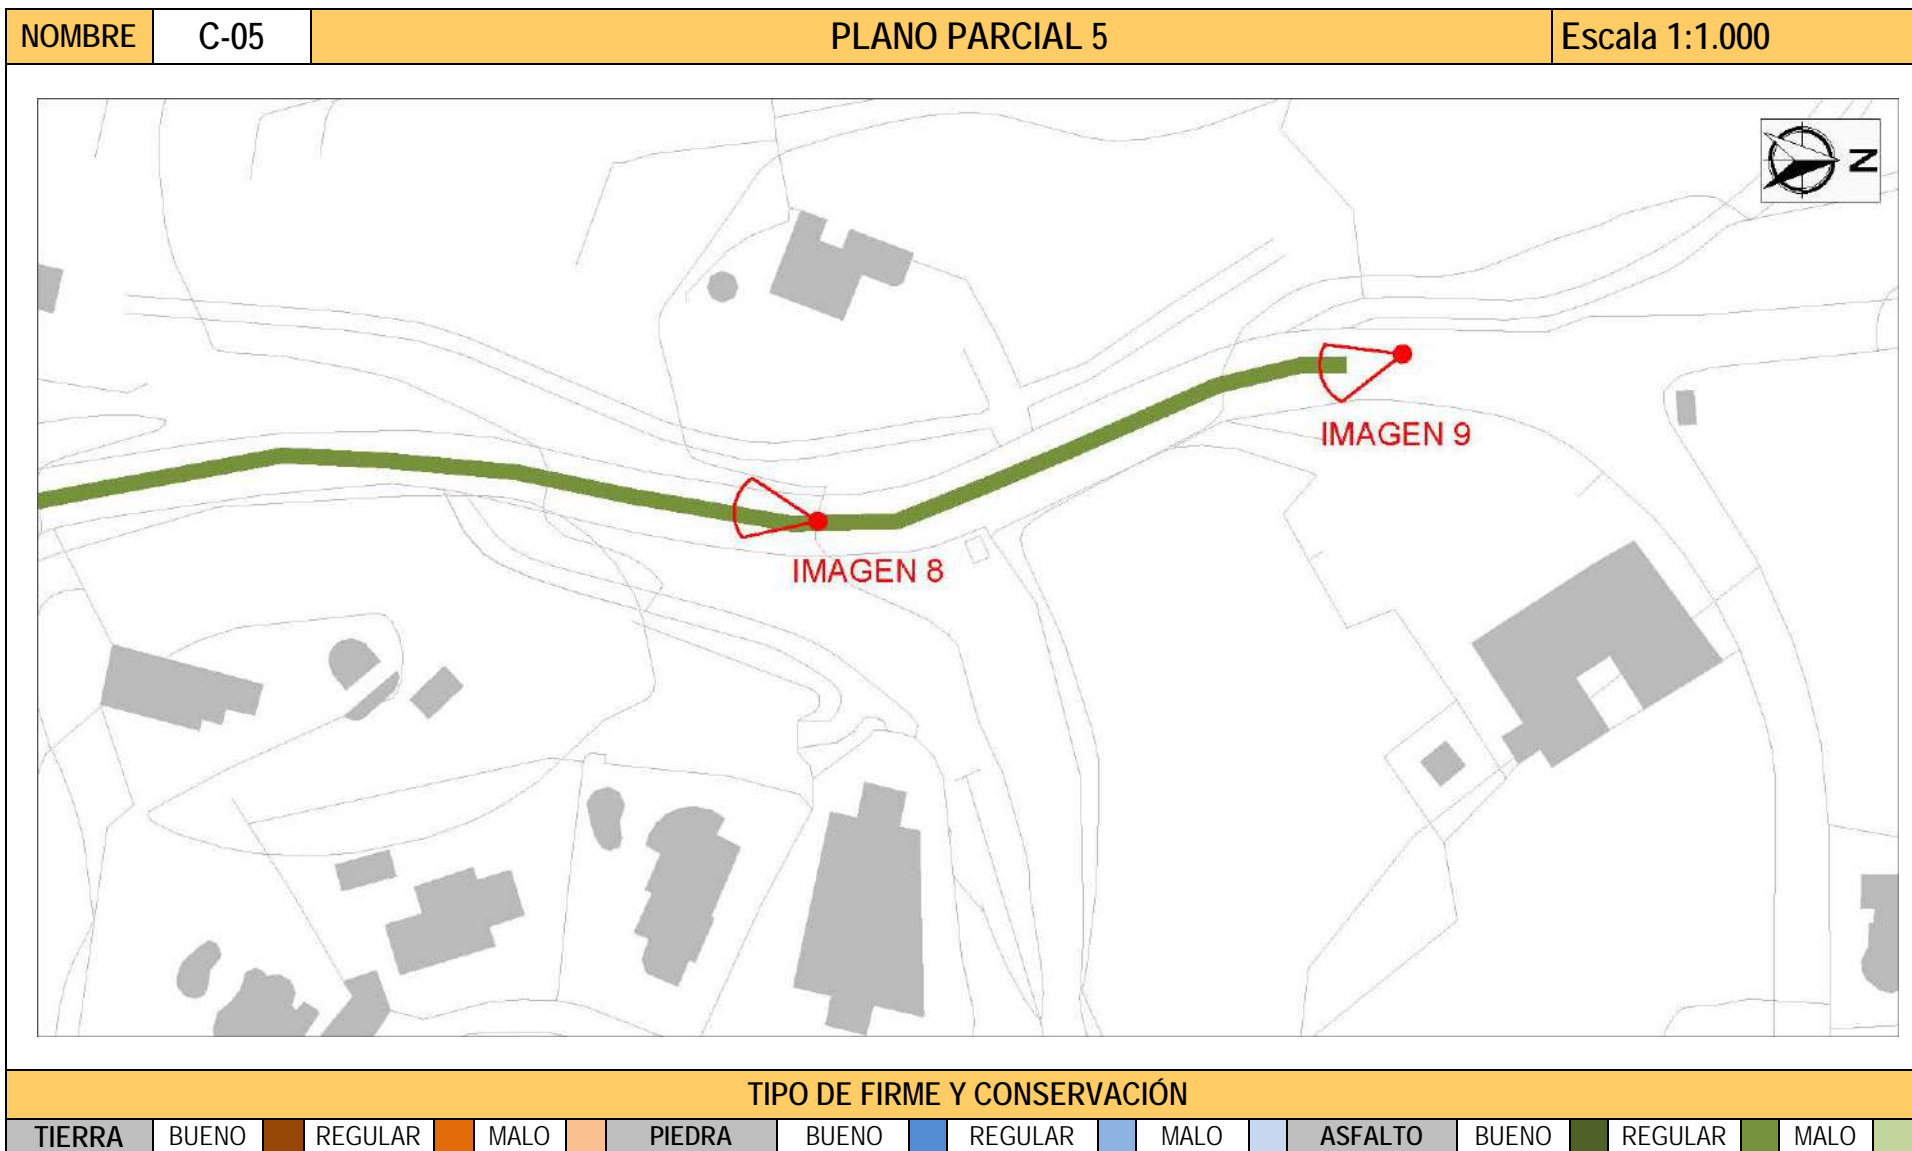 NOMBRE C-05 PLANO PARCIAL 5 Escala 1:1.000
N
IMAGEN 9
IMAGEN 8
TIPO DE FIRME Y CONSERVACIÓN
TIERRA BUENO REGULAR MALO PIEDRA BUENO REGULAR MALO ASFALTO BUENO REGULAR MALO